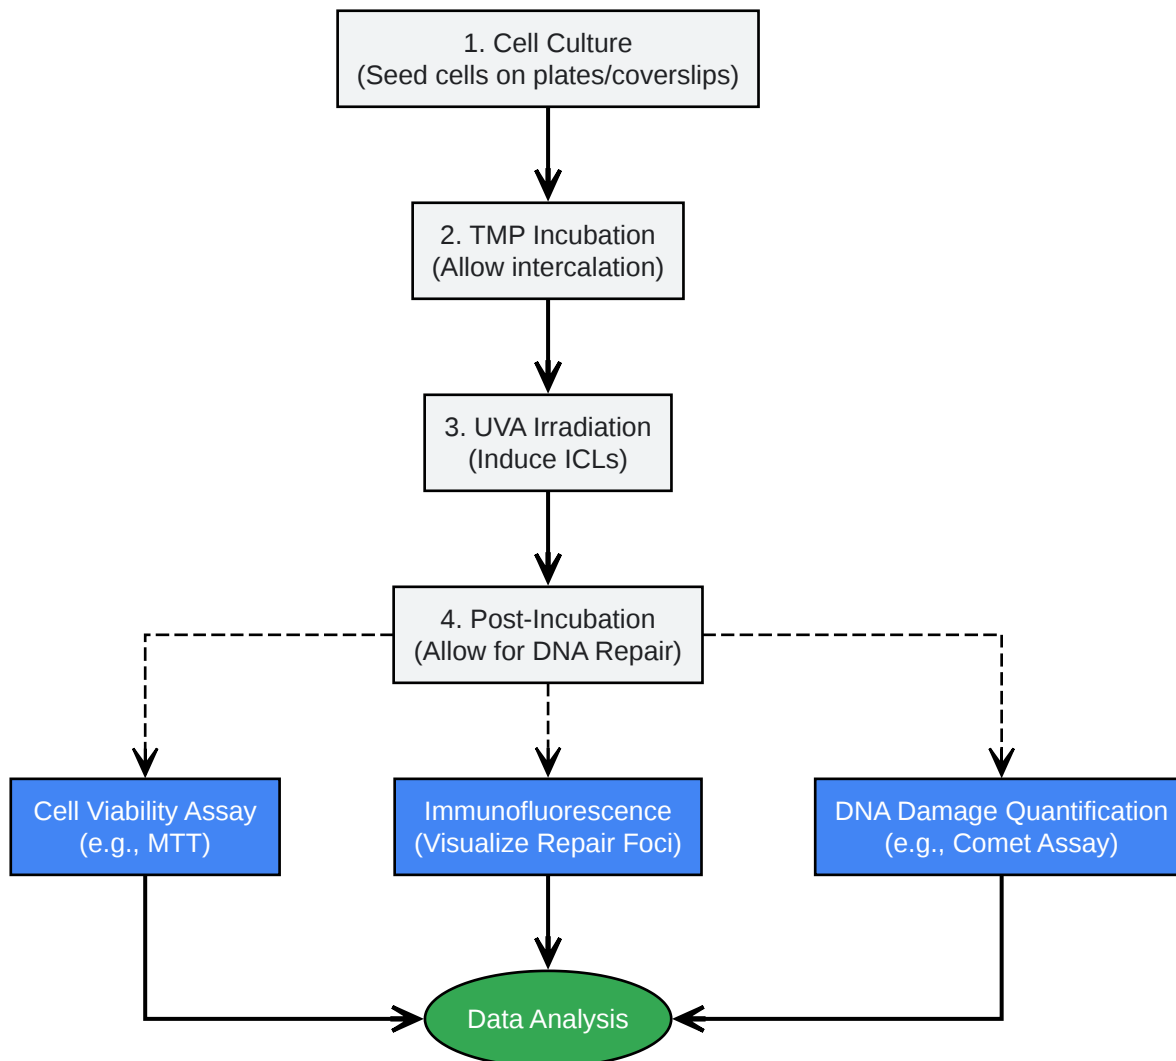 1. Cell Culture
(Seed cells on plates/coverslips)
2. TMP Incubation
(Allow intercalation)
3. UVA Irradiation
(Induce ICLs)
4. Post-Incubation
(Allow for DNA Repair)
Cell Viability Assay
(e.g., MTT)
Immunofluorescence
(Visualize Repair Foci)
DNA Damage Quantification
(e.g., Comet Assay)
Data Analysis